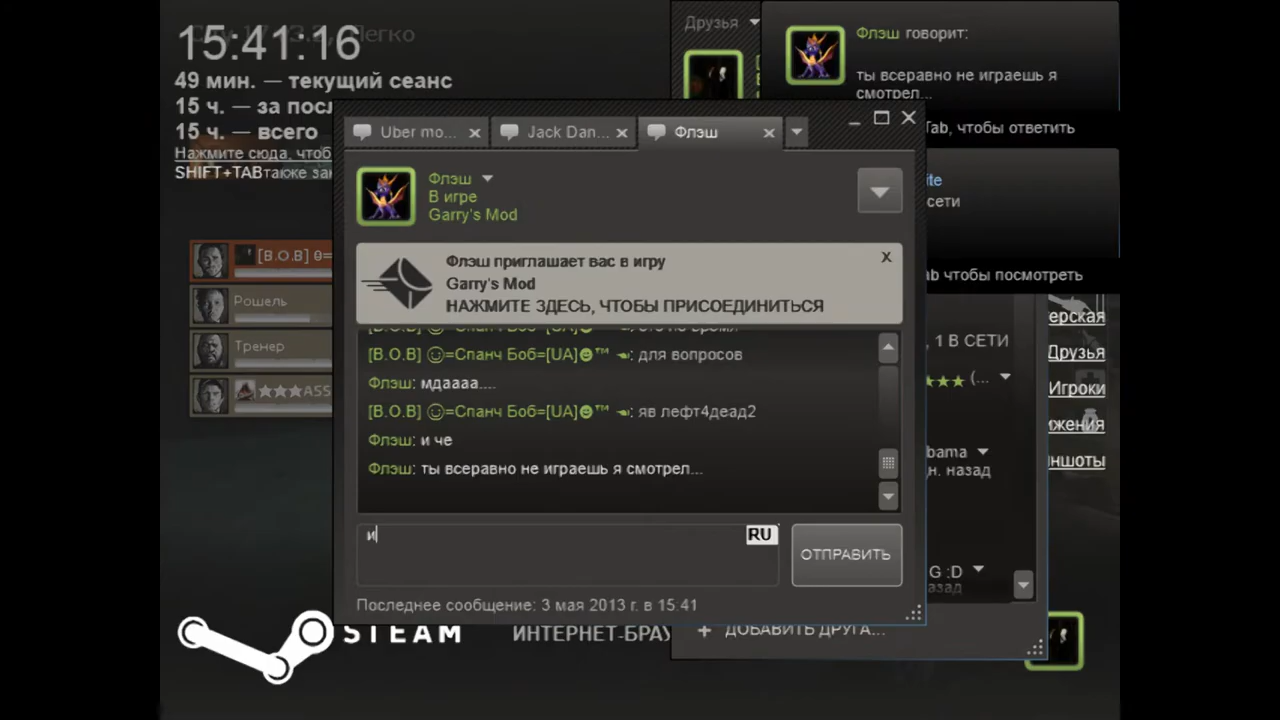 15:41:16
49 мин. — текущий сеанс
15 ч. — за посл
15 ч. — всего
Нажмите сюда, чтоб
SHIFT+TABтакже зак
[B.O.B] θ=
Рошель
Тренер
★★★ASS
Друзья
Флэш говорит:
ты всеравно не играешь я
смотрел...
Tab, чтобы ответить
ite
сети
ab чтобы посмотреть
Uber mo...
Jack Dan...
Флэш
Флэш
В игре
Garry's Mod
Флэш приглашает вас в игру
Garry's Mod
НАЖМИТЕ ЗДЕСЬ, ЧТОБЫ ПРИСОЕДИНИТЬСЯ
x
[B.O.B] ☺=Спанч Боб=[UA]☻™ ☚: для вопросов
Флэш: мдаааа....
[B.O.B] ☺=Спанч Боб=[UA]☻™ ☚: яв лефт4деад2
Флэш: и че
Флэш: ты всеравно не играешь я смотрел...
и
RU
ОТПРАВИТЬ
Последнее сообщение: 3 мая 2013 г. в 15.41
, 1 В СЕТИ
★★★ (...
bama
н. назад
G :D
азад
ерская
Друзья
Игроки
ижения
ншоты
+ ДОБАВИТЬ ДРУГА...
STEAM
ИНТЕРНЕТ-БРАУ